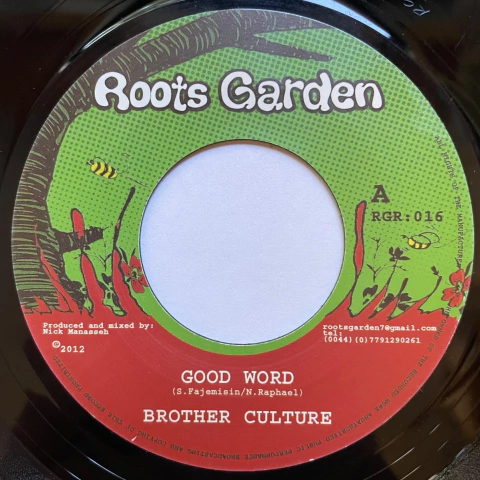 Roots Garden
A
RGR:016
Produced and mixed by:
Nick Manasseh
©2012
rootsgarden7@gmail.com
tel:
(0044)(0)7791290261
GOOD WORD
(S.Fajemisin/N.Raphael)
BROTHER CULTURE